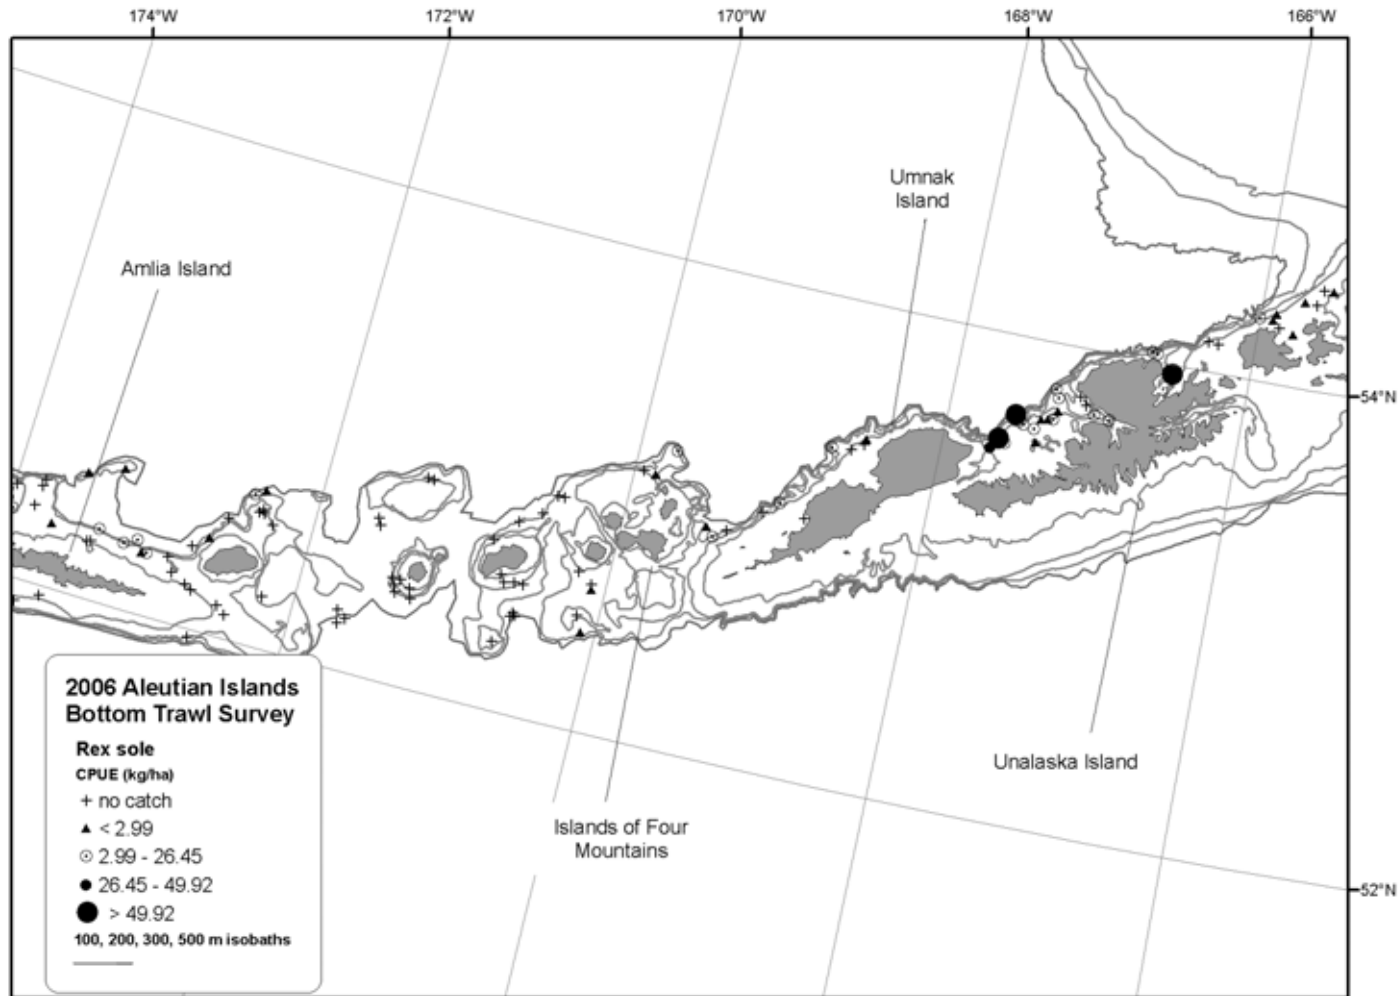 174°W
172°W
170°W
168°W
166°W
Umnak
Island
Amlia Island
54°N
Unalaska Island
Islands of Four
Mountains
52°N
2006 Aleutian Islands
Bottom Trawl Survey
Rex sole
CPUE (kg/ha)
no catch
< 2.99
2.99 - 26.45
26.45 - 49.92
> 49.92
100, 200, 300, 500 m isobaths